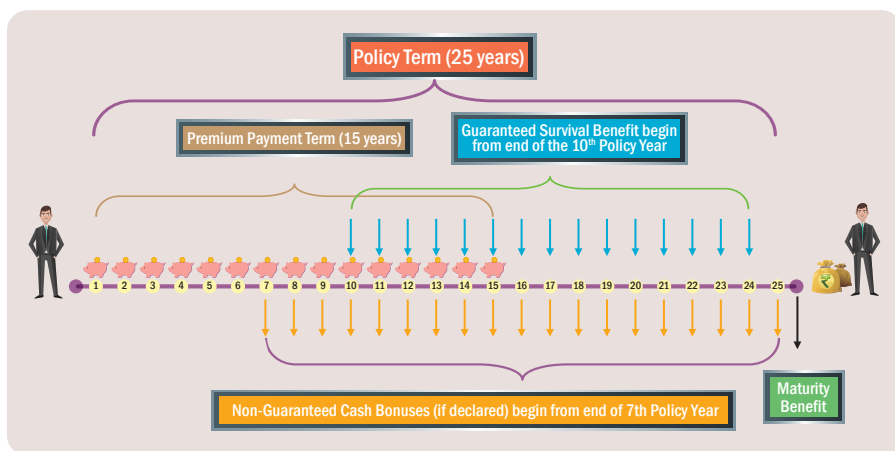 Policy Term (25 years)
Premium Payment Term (15 years)
Guaranteed Survival Benefit begin
from end of the 10th Policy Year
1 2 3 4 5 6 7 8 9 10 11 12 13 14 15 16 17 18 19 20 21 22 23 24 25
₹
Non-Guaranteed Cash Bonuses (if declared) begin from end of 7th Policy Year
Maturity
Benefit